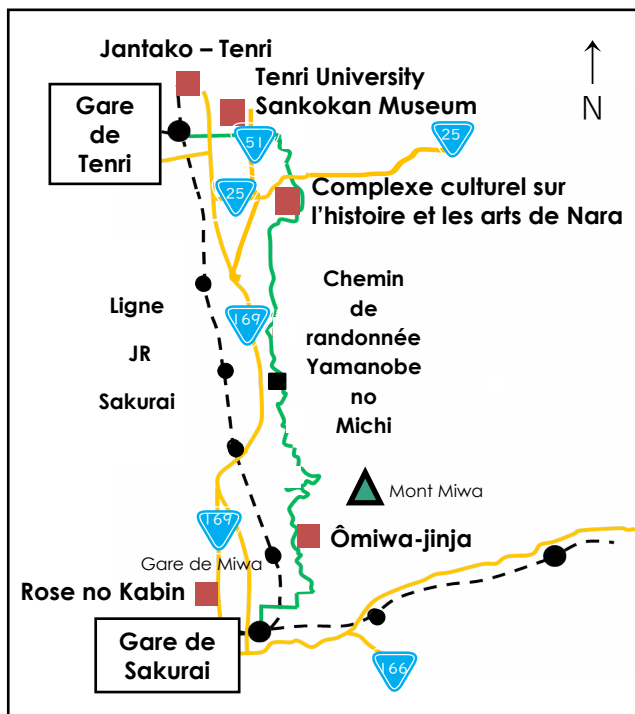 Jantako – Tenri
Tenri University
Sankokan Museum
Gare
de
Tenri
N
51
25
25
Complexe culturel sur
l'histoire et les arts de Nara
Chemin
de
randonnée
Yamanobe
no
Michi
Ligne
JR
Sakurai
169
Mont Miwa
169
Ômiwa-jinja
Gare de Miwa
Rose no Kabin
Gare de
Sakurai
166